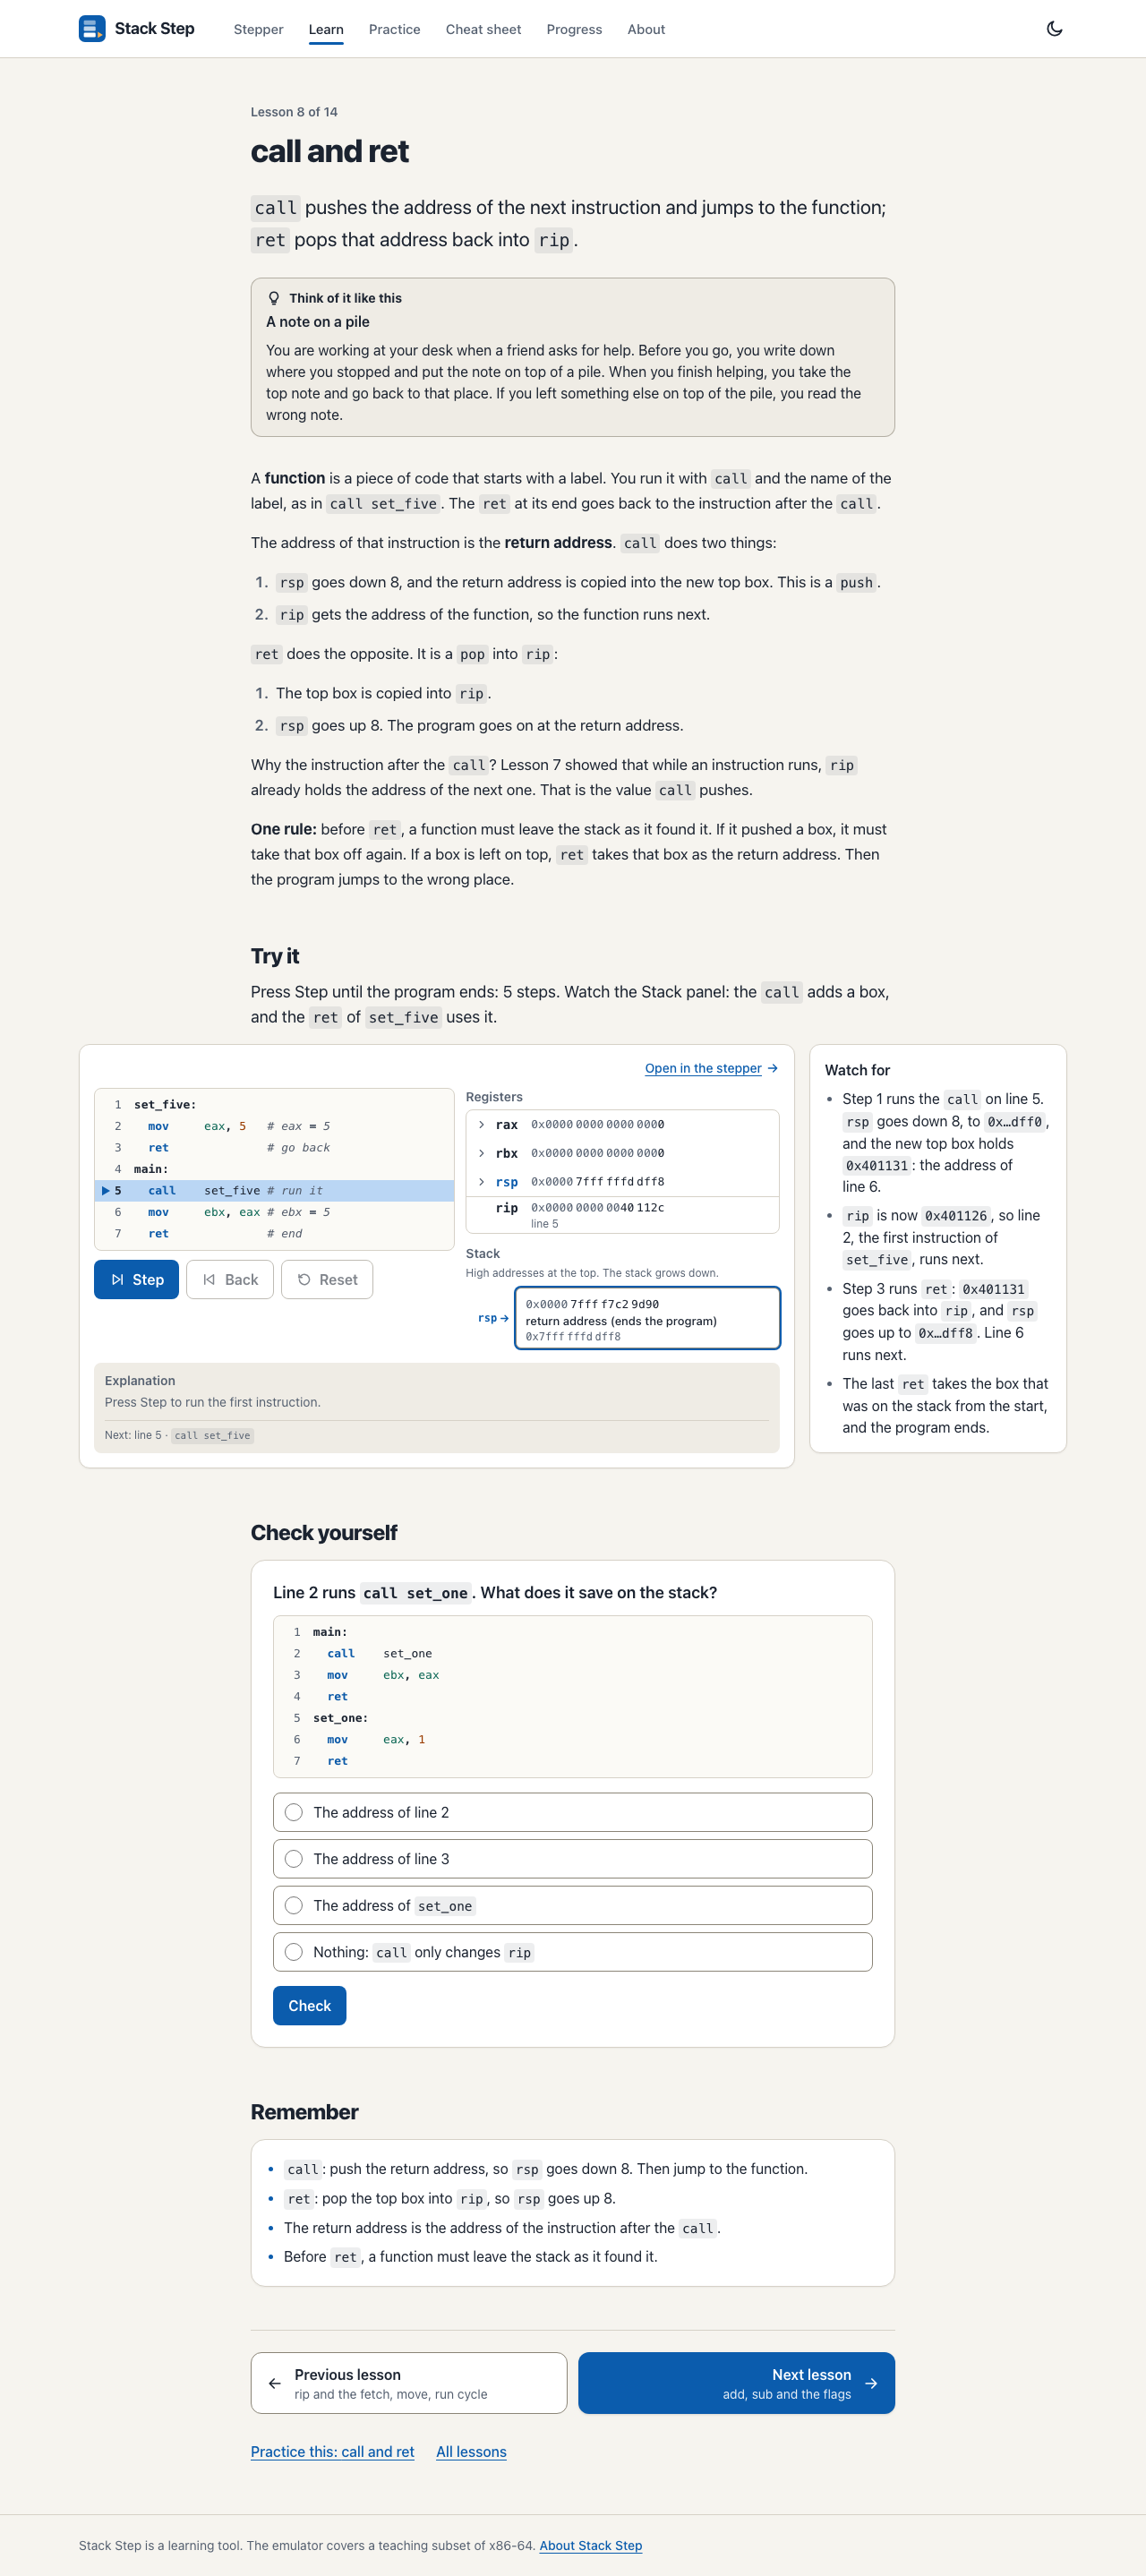 Stack Step
Stepper
Learn
Practice
Cheat sheet
Progress
About
Lesson 8 of 14
call and ret
call pushes the address of the next instruction and jumps to the function;
ret pops that address back into rip.
Think of it like this
A note on a pile
You are working at your desk when a friend asks for help. Before you go, you write down
where you stopped and put the note on top of a pile. When you finish helping, you take the
top note and go back to that place. If you left something else on top of the pile, you read the
wrong note.
A function is a piece of code that starts with a label. You run it with call and the name of the
label, as in call set_five. The ret at its end goes back to the instruction after the call.
The address of that instruction is the return address. call does two things:
1. rsp goes down 8, and the return address is copied into the new top box. This is a push.
2. rip gets the address of the function, so the function runs next.
ret does the opposite. It is a pop into rip:
1. The top box is copied into rip.
2. rsp goes up 8. The program goes on at the return address.
Why the instruction after the call? Lesson 7 showed that while an instruction runs, rip
already holds the address of the next one. That is the value call pushes.
One rule: before ret, a function must leave the stack as it found it. If it pushed a box, it must
take that box off again. If a box is left on top, ret takes that box as the return address. Then
the program jumps to the wrong place.
Try it
Press Step until the program ends: 5 steps. Watch the Stack panel: the call adds a box,
and the ret of set_five uses it.
Open in the stepper →
1 set_five:
2 mov eax, 5 # eax = 5
3 ret # go back
4 main:
5 call set_five # run it
6 mov ebx, eax # ebx = 5
7 ret # end
Step
Back
Reset
Registers
rax 0x0000 0000 0000 0000
rbx 0x0000 0000 0000 0000
rsp 0x0000 7fff fffd dff8
rip 0x0000 0000 0040 112c
line 5
Stack
High addresses at the top. The stack grows down.
rsp →
0x0000 7fff f7c2 9d90
return address (ends the program)
0x7fff fffd dff8
Explanation
Press Step to run the first instruction.
Next: line 5 · call set_five
Watch for
• Step 1 runs the call on line 5.
rsp goes down 8, to 0x…dff0,
and the new top box holds
0x401131: the address of
line 6.
• rip is now 0x401126, so line
2, the first instruction of
set_five, runs next.
• Step 3 runs ret: 0x401131
goes back into rip, and rsp
goes up to 0x…dff8. Line 6
runs next.
• The last ret takes the box that
was on the stack from the start,
and the program ends.
Check yourself
Line 2 runs call set_one. What does it save on the stack?
1 main:
2 call set_one
3 mov ebx, eax
4 ret
5 set_one:
6 mov eax, 1
7 ret
The address of line 2
The address of line 3
The address of set_one
Nothing: call only changes rip
Check
Remember
• call: push the return address, so rsp goes down 8. Then jump to the function.
• ret: pop the top box into rip, so rsp goes up 8.
• The return address is the address of the instruction after the call.
• Before ret, a function must leave the stack as it found it.
← Previous lesson
rip and the fetch, move, run cycle
Next lesson →
add, sub and the flags
Practice this: call and ret
All lessons
Stack Step is a learning tool. The emulator covers a teaching subset of x86-64. About Stack Step